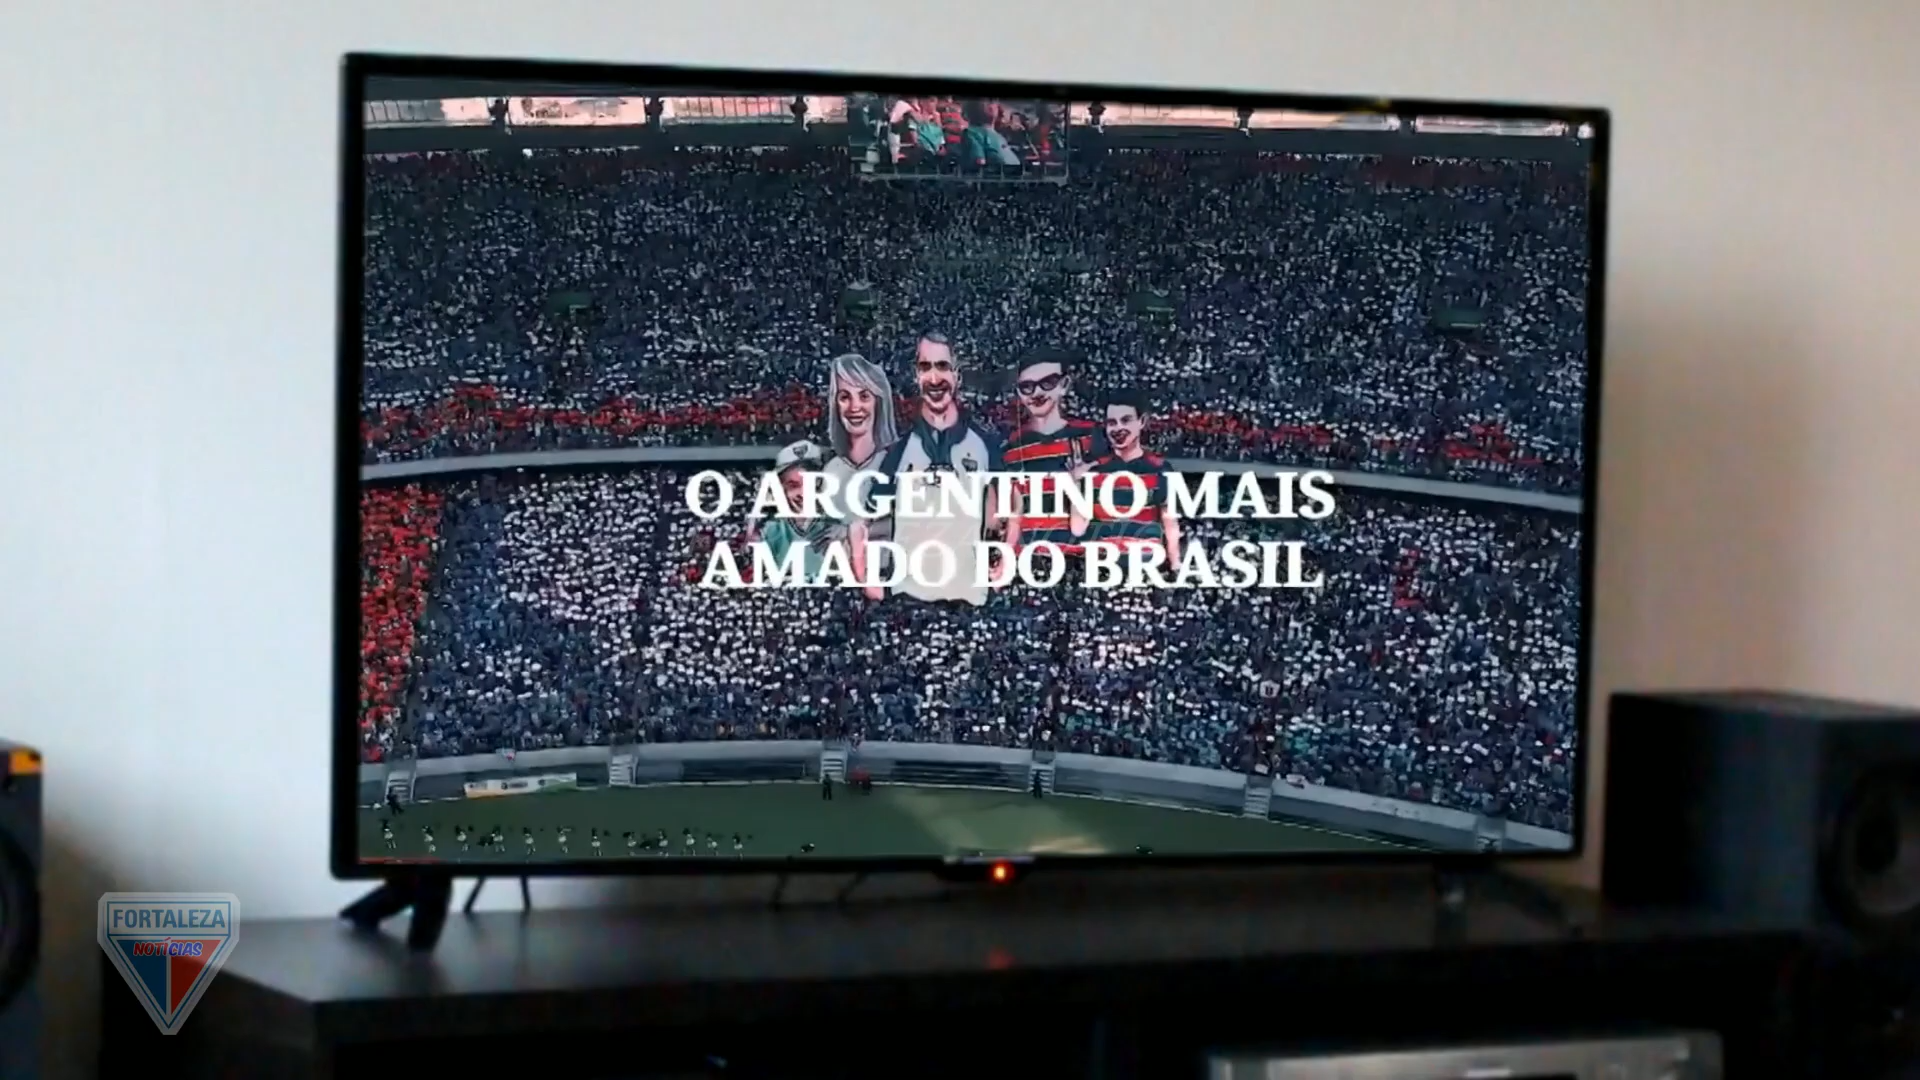 O ARGENTINO MAIS
AMADO DO BRASIL
FORTALEZA
NOTÍCIAS